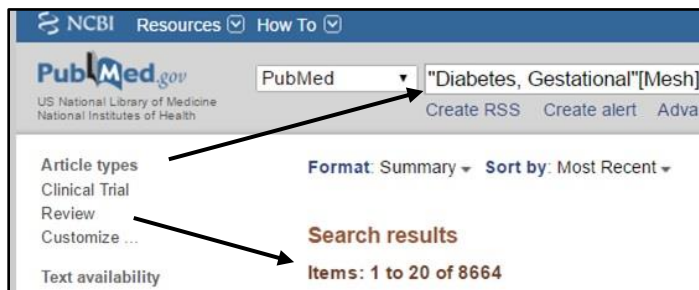 NCBI Resources How To
PubMed.gov
US National Library of Medicine
National Institutes of Health
PubMed
"Diabetes, Gestational"[Mesh]
Create RSS Create alert Adva
Article types
Clinical Trial
Review
Customize ...
Text availability
Format: Summary Sort by: Most Recent
Search results
Items: 1 to 20 of 8664